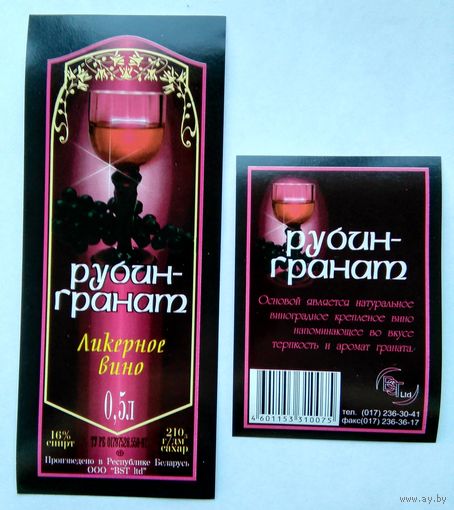 Рубин-
Гранат
Ликерное
вино
0,5л
16%
спирт
210
г/дм
сахар
Произведено в Республике Беларусь
ООО "BST ltd"
Рубин-
Гранат
Основой является натуральное
виноградное крепленое вино
напоминающее во вкусе
терпкость и аромат граната.
BST Ltd
4601153310075
тел. (017) 236-30-41
факс(017) 236-36-17
www.ay.by